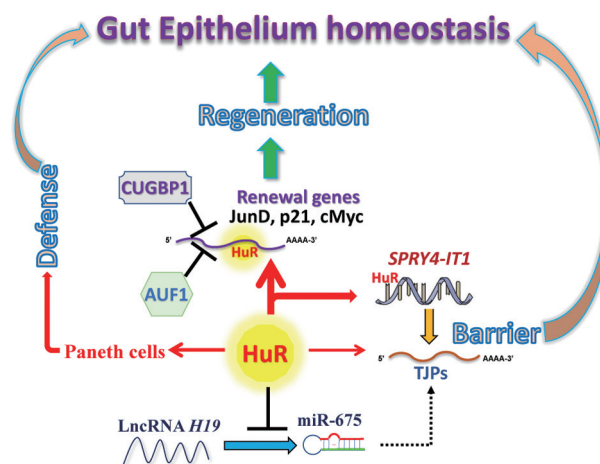 Gut Epithelium homeostasis
Regeneration
CUGBP1
Renewal genes
JunD, p21, cMyc
5'
HuR
AAAA-3'
AUF1
Defense
SPRY4-IT1
HuR
Barrier
Paneth cells
HuR
5'
AAAA-3'
TJPs
LncRNA H19
miR-675